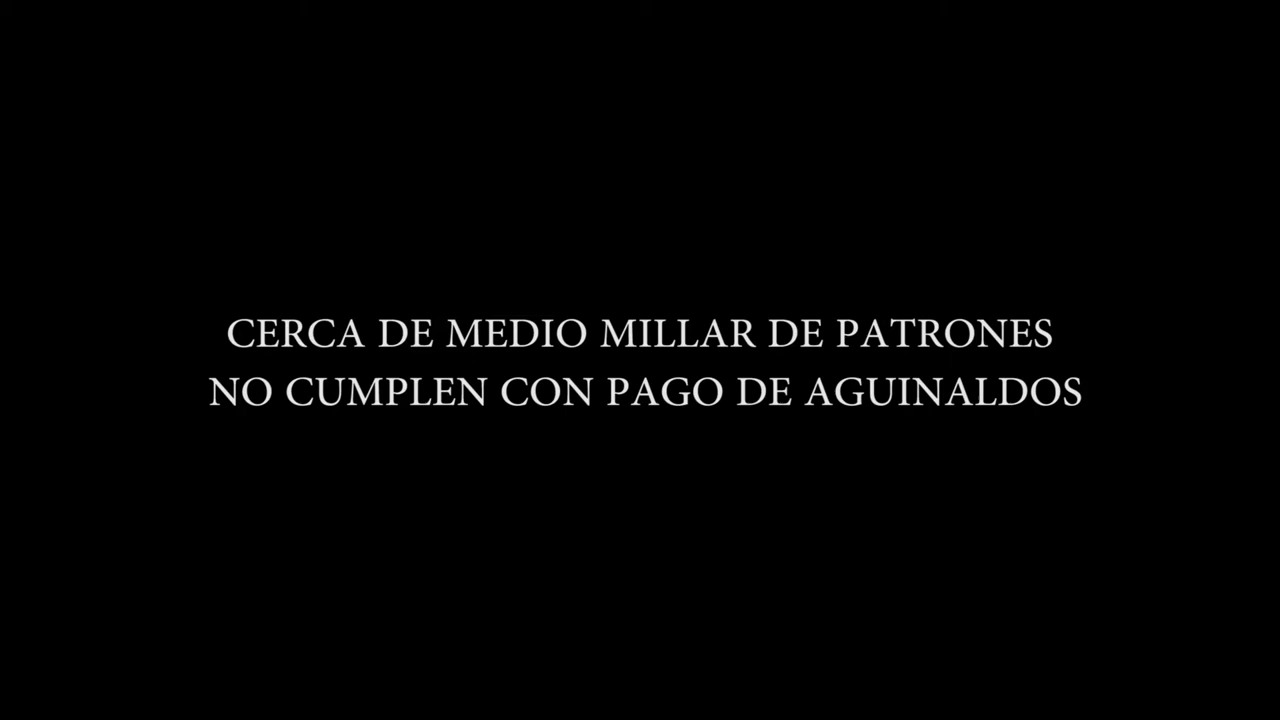 CERCA DE MEDIO MILLAR DE PATRONES
NO CUMPLEN CON PAGO DE AGUINALDOS